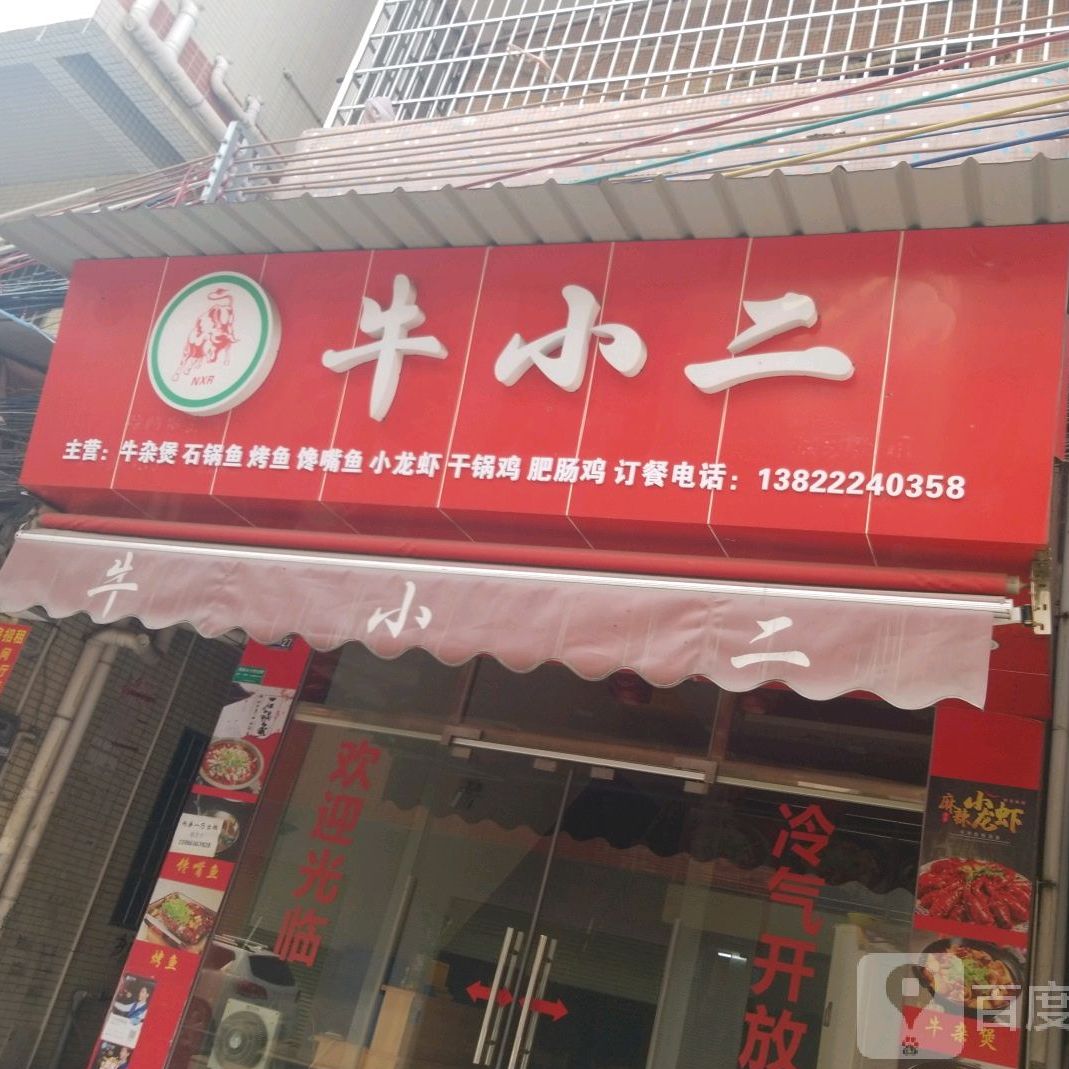 牛小二
NXR
主营：牛杂煲 石锅鱼 烤鱼 馋嘴鱼 小龙虾 干锅鸡 肥肠鸡 订餐电话：13822240358
牛小二
招租
27
欢迎光临
冷气开放
馋嘴鱼
烤鱼
麻辣小龙虾
牛杂煲
百度